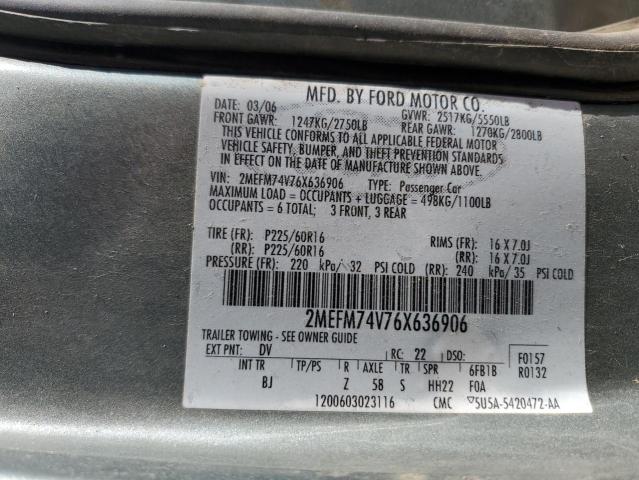 MFD. BY FORD MOTOR CO.
DATE: 03/06 GVWR: 2517KG/5550LB
FRONT GAWR: 1247KG/2750LB REAR GAWR: 1270KG/2800LB
THIS VEHICLE CONFORMS TO ALL APPLICABLE FEDERAL MOTOR
VEHICLE SAFETY, BUMPER, AND THEFT PREVENTION STANDARDS
IN EFFECT ON THE DATE OF MANUFACTURE SHOWN ABOVE.
VIN: 2MEFM74V76X636906 TYPE: Passenger Car
MAXIMUM LOAD = OCCUPANTS + LUGGAGE = 498KG/1100LB
OCCUPANTS = 6 TOTAL; 3 FRONT, 3 REAR
TIRE (FR): P225/60R16 RIMS (FR): 16 X 7.0J
(RR): P225/60R16 (RR): 16 X 7.0J
PRESSURE (FR): 220 kPa/ 32 PSI COLD (RR): 240 kPa/ 35 PSI COLD
2MEFM74V76X636906
TRAILER TOWING - SEE OWNER GUIDE
EXT PNT: DV RC: 22 DSO: F0157
INT TR TP/PS R AXLE TR SPR 6FB1B R0132
BJ Z 58 S HH22 F0A
1200603023116 CMC 5U5A-5420472-AA